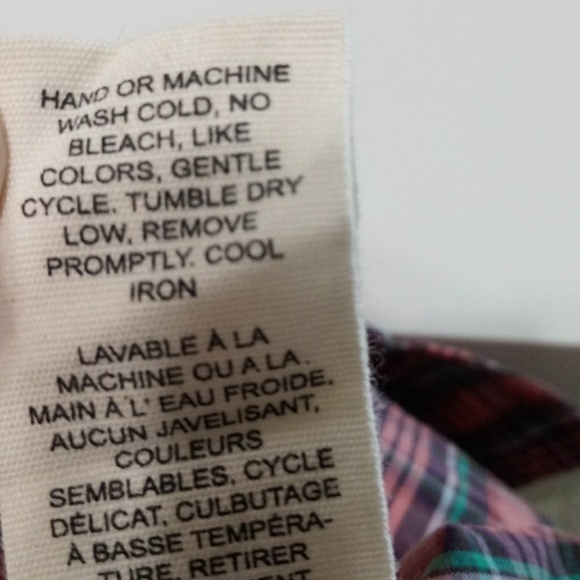 HAND OR MACHINE
WASH COLD, NO
BLEACH, LIKE
COLORS, GENTLE
CYCLE. TUMBLE DRY
LOW, REMOVE
PROMPTLY. COOL
IRON
LAVABLE À LA
MACHINE OU A LA
MAIN À L' EAU FROIDE,
AUCUN JAVELISANT,
COULEURS
SEMBLABLES, CYCLE
DÉLICAT, CULBUTAGE
À BASSE TEMPÉRA-
TURE, RETIRER